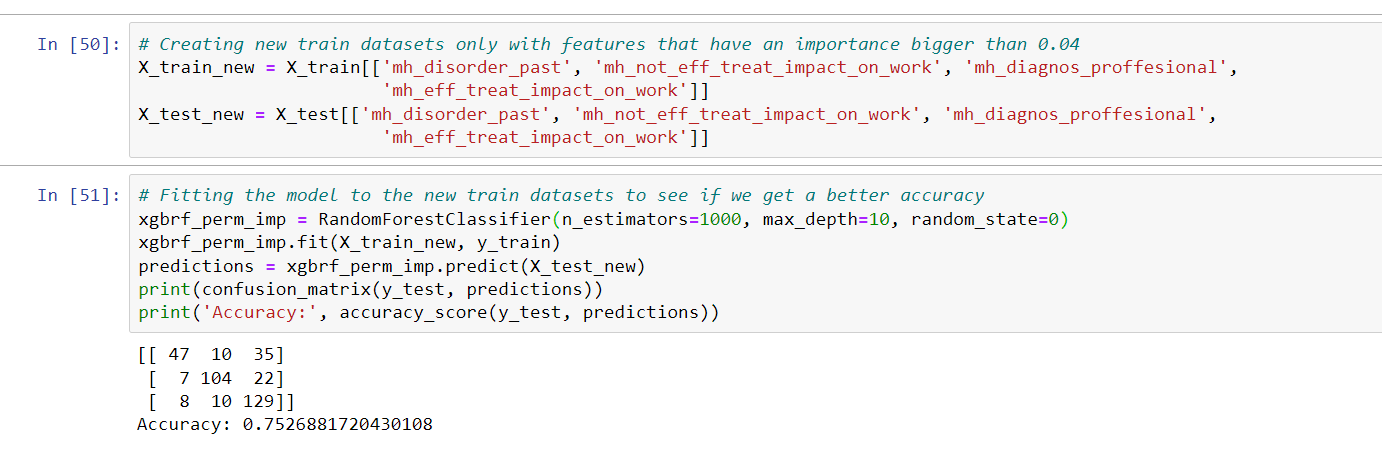 In [50]: # Creating new train datasets only with features that have an importance bigger than 0.04
X_train_new = X_train[['mh_disorder_past', 'mh_not_eff_treat_impact_on_work', 'mh_diagnos_proffesional',
'mh_eff_treat_impact_on_work']]
X_test_new = X_test[['mh_disorder_past', 'mh_not_eff_treat_impact_on_work', 'mh_diagnos_proffesional',
'mh_eff_treat_impact_on_work']]
In [51]: # Fitting the model to the new train datasets to see if we get a better accuracy
xgbrf_perm_imp = RandomForestClassifier(n_estimators=1000, max_depth=10, random_state=0)
xgbrf_perm_imp.fit(X_train_new, y_train)
predictions = xgbrf_perm_imp.predict(X_test_new)
print(confusion_matrix(y_test, predictions))
print('Accuracy:', accuracy_score(y_test, predictions))
[[ 47  10  35]
[  7 104  22]
[  8  10 129]]
Accuracy: 0.7526881720430108